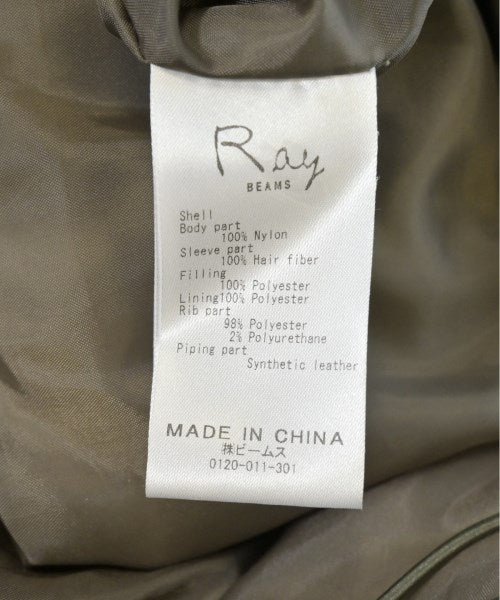 Ray
BEAMS
Shell
Body part
100% Nylon
Sleeve part
100% Hair fiber
Filling
100% Polyester
Lining100% Polyester
Rib part
98% Polyester
2% Polyurethane
Piping part
Synthetic leather
MADE IN CHINA
㈱ビームス
0120-011-301